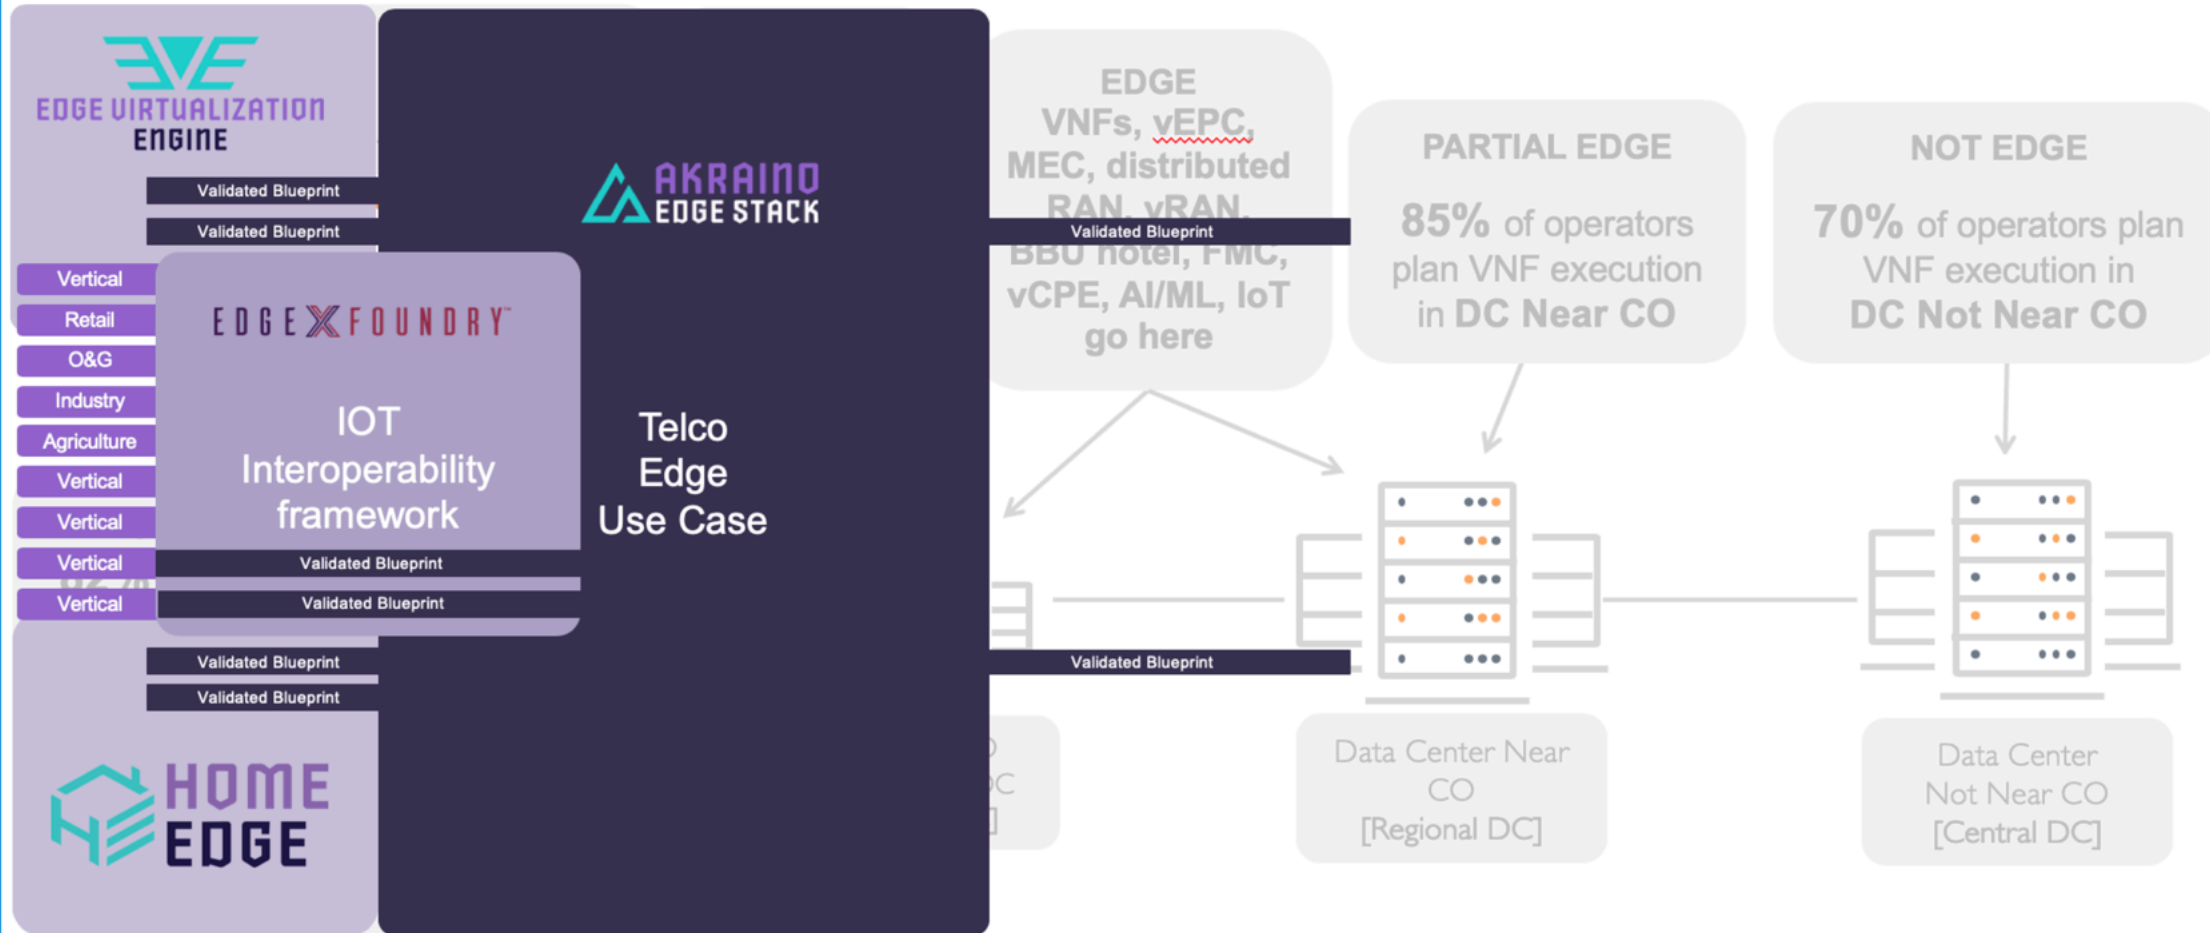 EDGE VIRTUALIZATION
ENGINE
Validated Blueprint
Validated Blueprint
Vertical
Retail
O&G
Industry
Agriculture
Vertical
Vertical
Vertical
Vertical
EDGE X FOUNDRY™
IOT
Interoperability
framework
Validated Blueprint
Validated Blueprint
Validated Blueprint
Validated Blueprint
HOME
EDGE
AKRAINO
EDGE STACK
Telco
Edge
Use Case
EDGE
VNFs, vEPC,
MEC, distributed
RAN, vRAN,
Validated Blueprint
BBU hotel, FMC,
vCPE, AI/ML, IoT
go here
Validated Blueprint
PARTIAL EDGE
85% of operators
plan VNF execution
in DC Near CO
NOT EDGE
70% of operators plan
VNF execution in
DC Not Near CO
Data Center Near
CO
[Regional DC]
Data Center
Not Near CO
[Central DC]